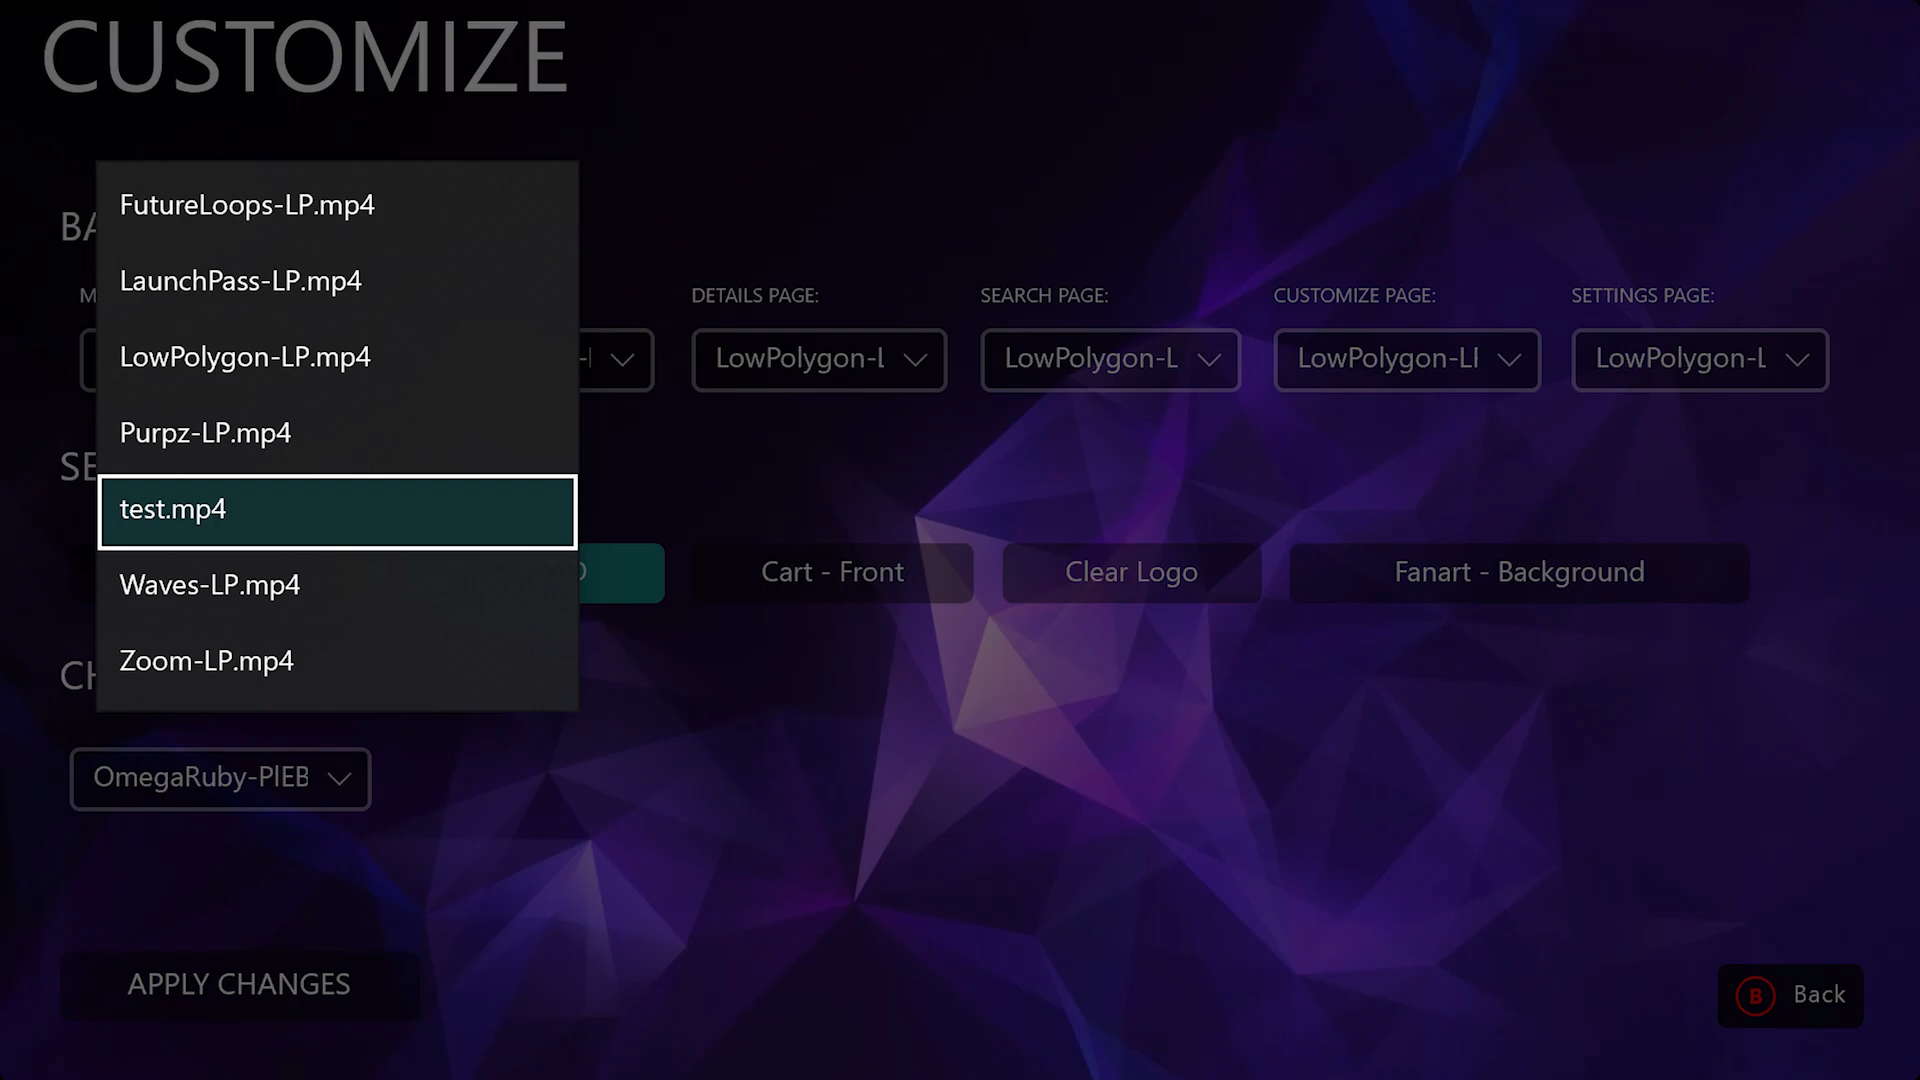 CUSTOMIZE
FutureLoops-LP.mp4
LaunchPass-LP.mp4
LowPolygon-LP.mp4
Purpz-LP.mp4
test.mp4
Waves-LP.mp4
Zoom-LP.mp4
DETAILS PAGE: SEARCH PAGE: CUSTOMIZE PAGE: SETTINGS PAGE:
LowPolygon-L LowPolygon-L LowPolygon-LI LowPolygon-L
Cart - Front Clear Logo Fanart - Background
OmegaRuby-PlEB
APPLY CHANGES
B Back